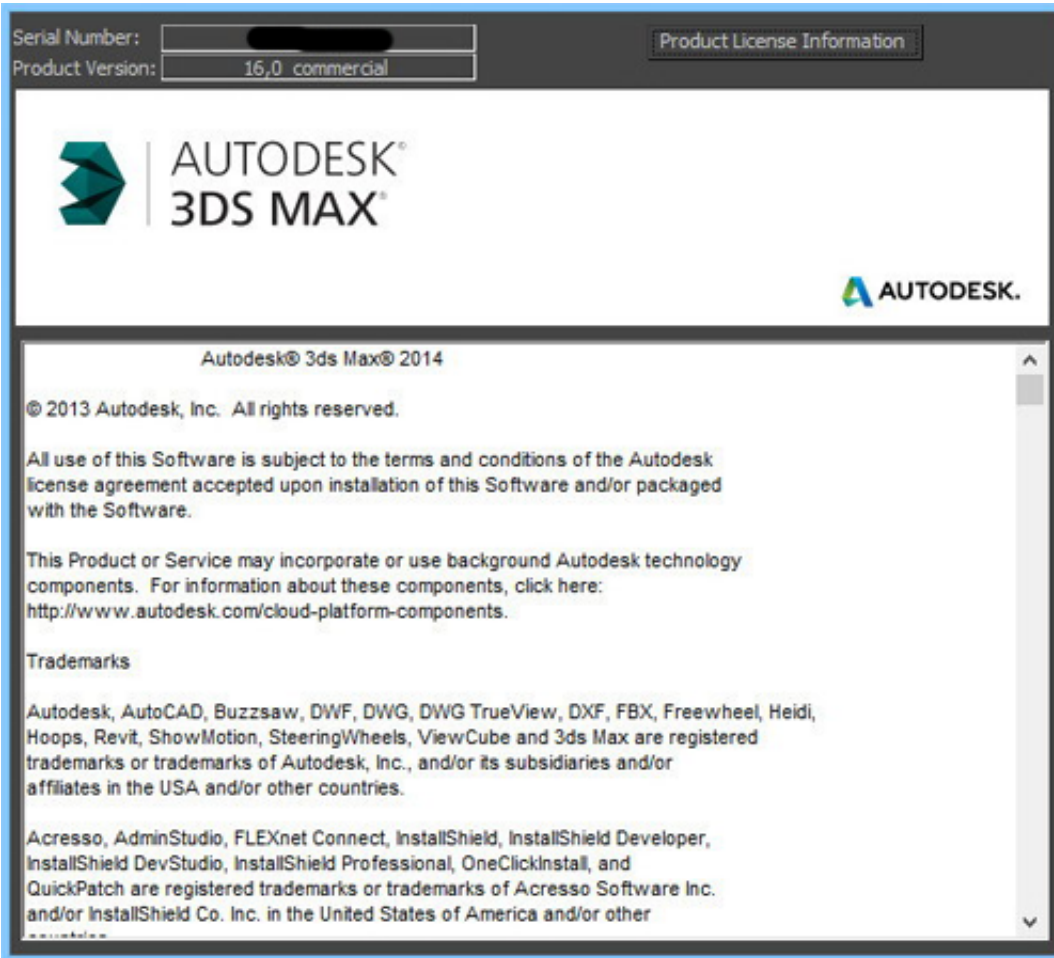 Serial Number:
Product License Information
Product Version: 16,0 commercial
AUTODESK®
3DS MAX®
AUTODESK.
Autodesk® 3ds Max® 2014
© 2013 Autodesk, Inc. All rights reserved.
All use of this Software is subject to the terms and conditions of the Autodesk
license agreement accepted upon installation of this Software and/or packaged
with the Software.
This Product or Service may incorporate or use background Autodesk technology
components. For information about these components, click here:
http://www.autodesk.com/cloud-platform-components.
Trademarks
Autodesk, AutoCAD, Buzzsaw, DWF, DWG, DWG TrueView, DXF, FBX, Freewheel, Heidi,
Hoops, Revit, ShowMotion, SteeringWheels, ViewCube and 3ds Max are registered
trademarks or trademarks of Autodesk, Inc., and/or its subsidiaries and/or
affiliates in the USA and/or other countries.
Acresso, AdminStudio, FLEXnet Connect, InstallShield, InstallShield Developer,
InstallShield DevStudio, InstallShield Professional, OneClickInstall, and
QuickPatch are registered trademarks or trademarks of Acresso Software Inc.
and/or InstallShield Co. Inc. in the United States of America and/or other